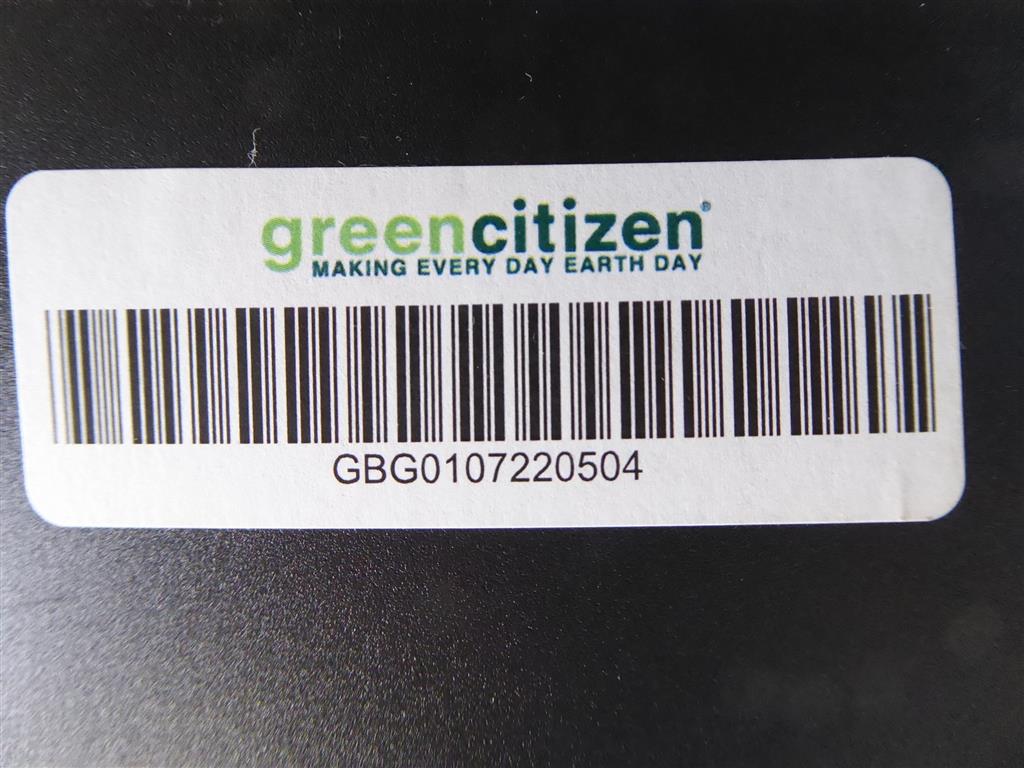 greencitizen®
MAKING EVERY DAY EARTH DAY
GBG0107220504